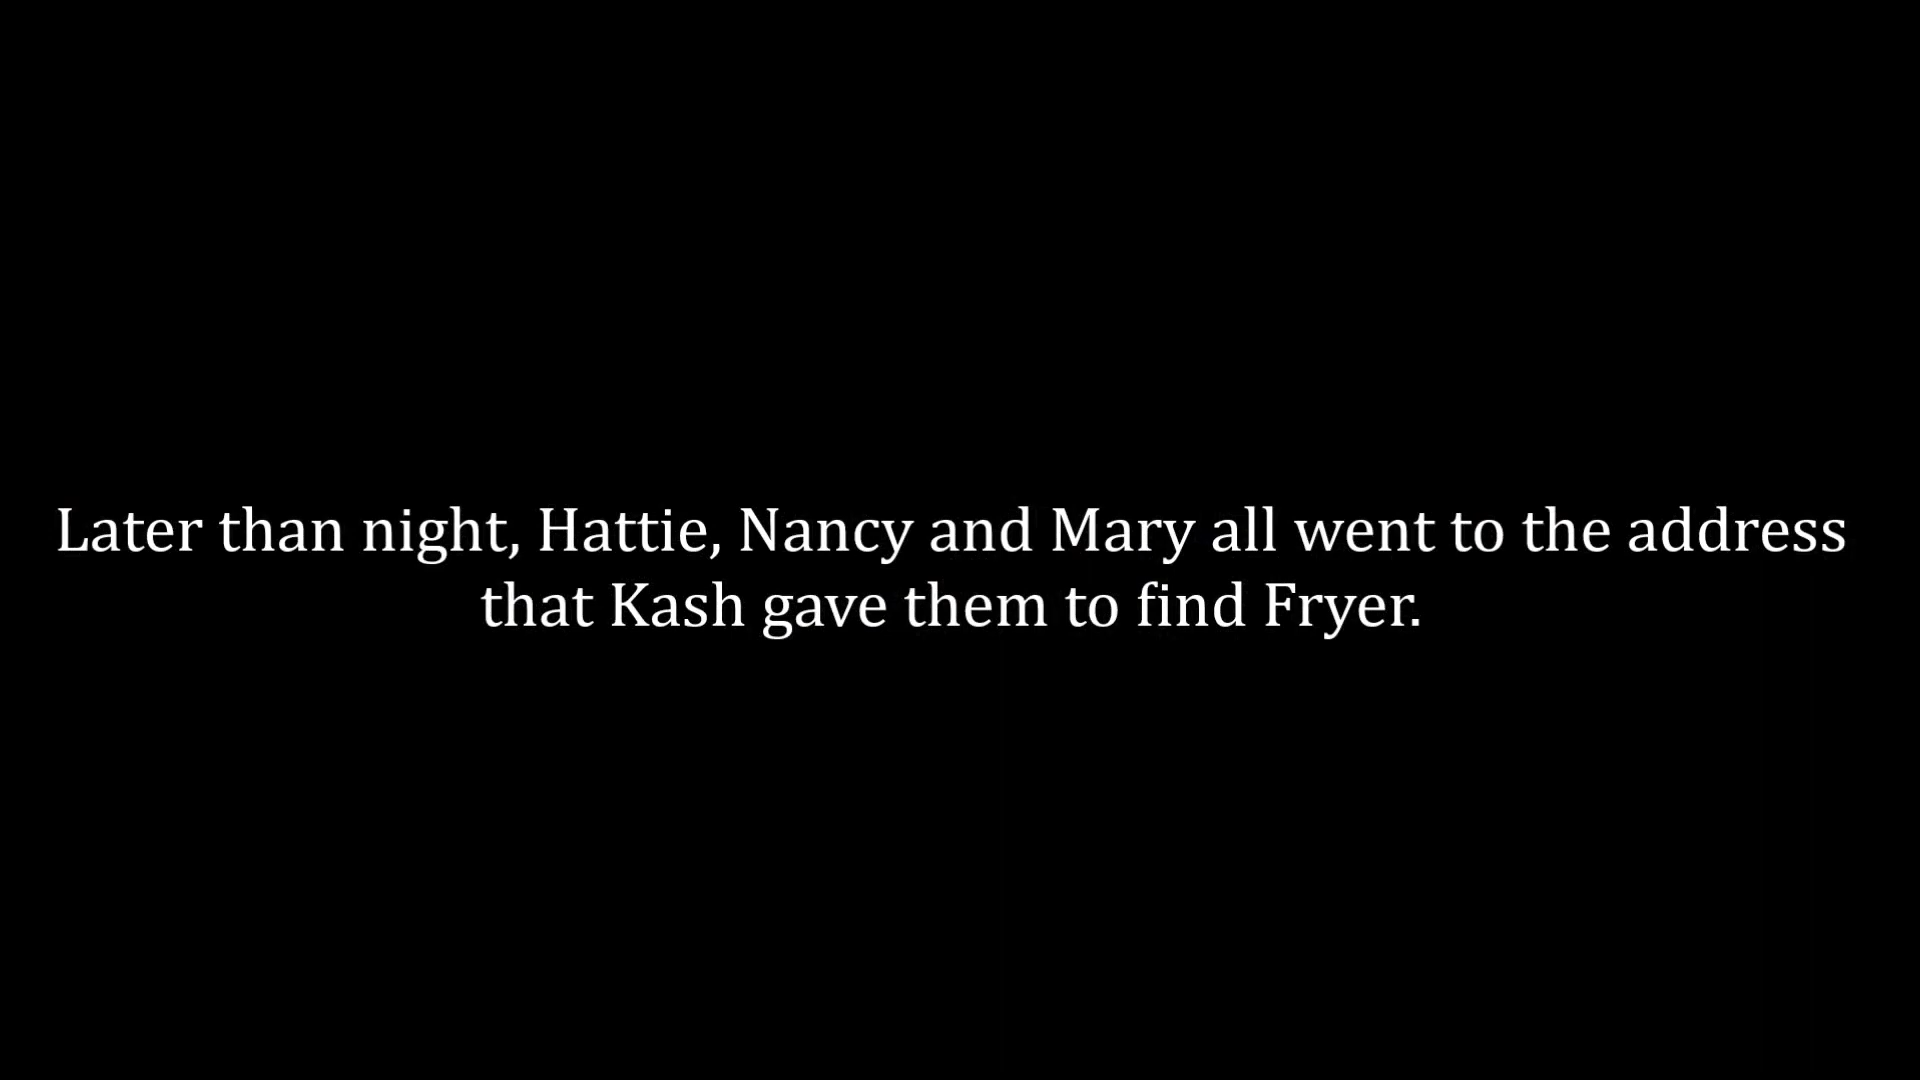 Later than night, Hattie, Nancy and Mary all went to the address
that Kash gave them to find Fryer.